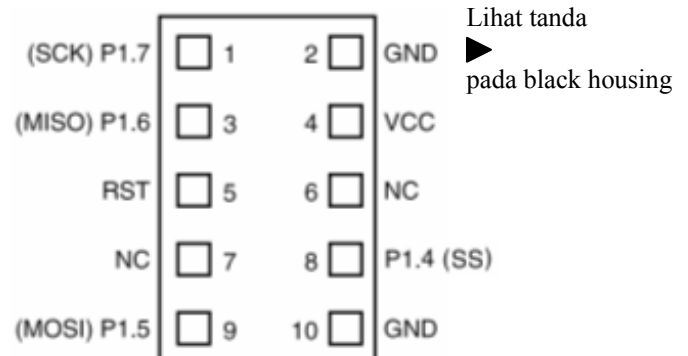 Lihat tanda
▶
pada black housing
(SCK) P1.7 1 2 GND
(MISO) P1.6 3 4 VCC
RST 5 6 NC
NC 7 8 P1.4 (SS)
(MOSI) P1.5 9 10 GND